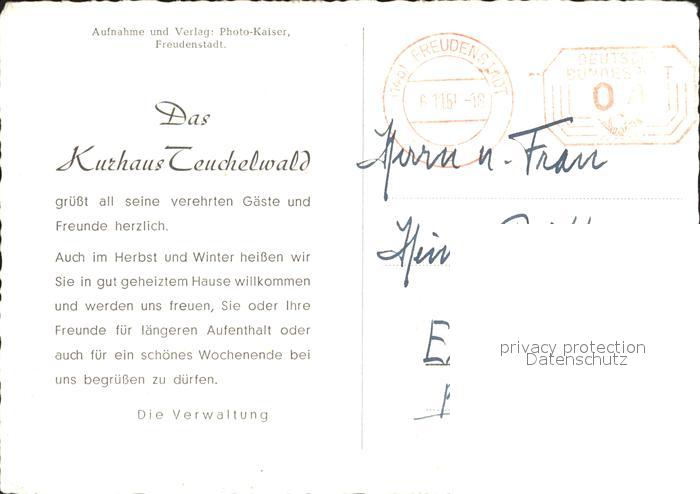 Aufnahme und Verlag: Photo-Kaiser,
Freudenstadt.
Das
Kurhaus Teuchelwald
grüßt all seine verehrten Gäste und
Freunde herzlich.
Auch im Herbst und Winter heißen wir
Sie in gut geheiztem Hause willkommen
und werden uns freuen, Sie oder Ihre
Freunde für längeren Aufenthalt oder
auch für ein schönes Wochenende bei
uns begrüßen zu dürfen.
Die Verwaltung
FREUDENSTADT
DEUTSCHE
Herrn u. Frau
privacy protection
Datenschutz